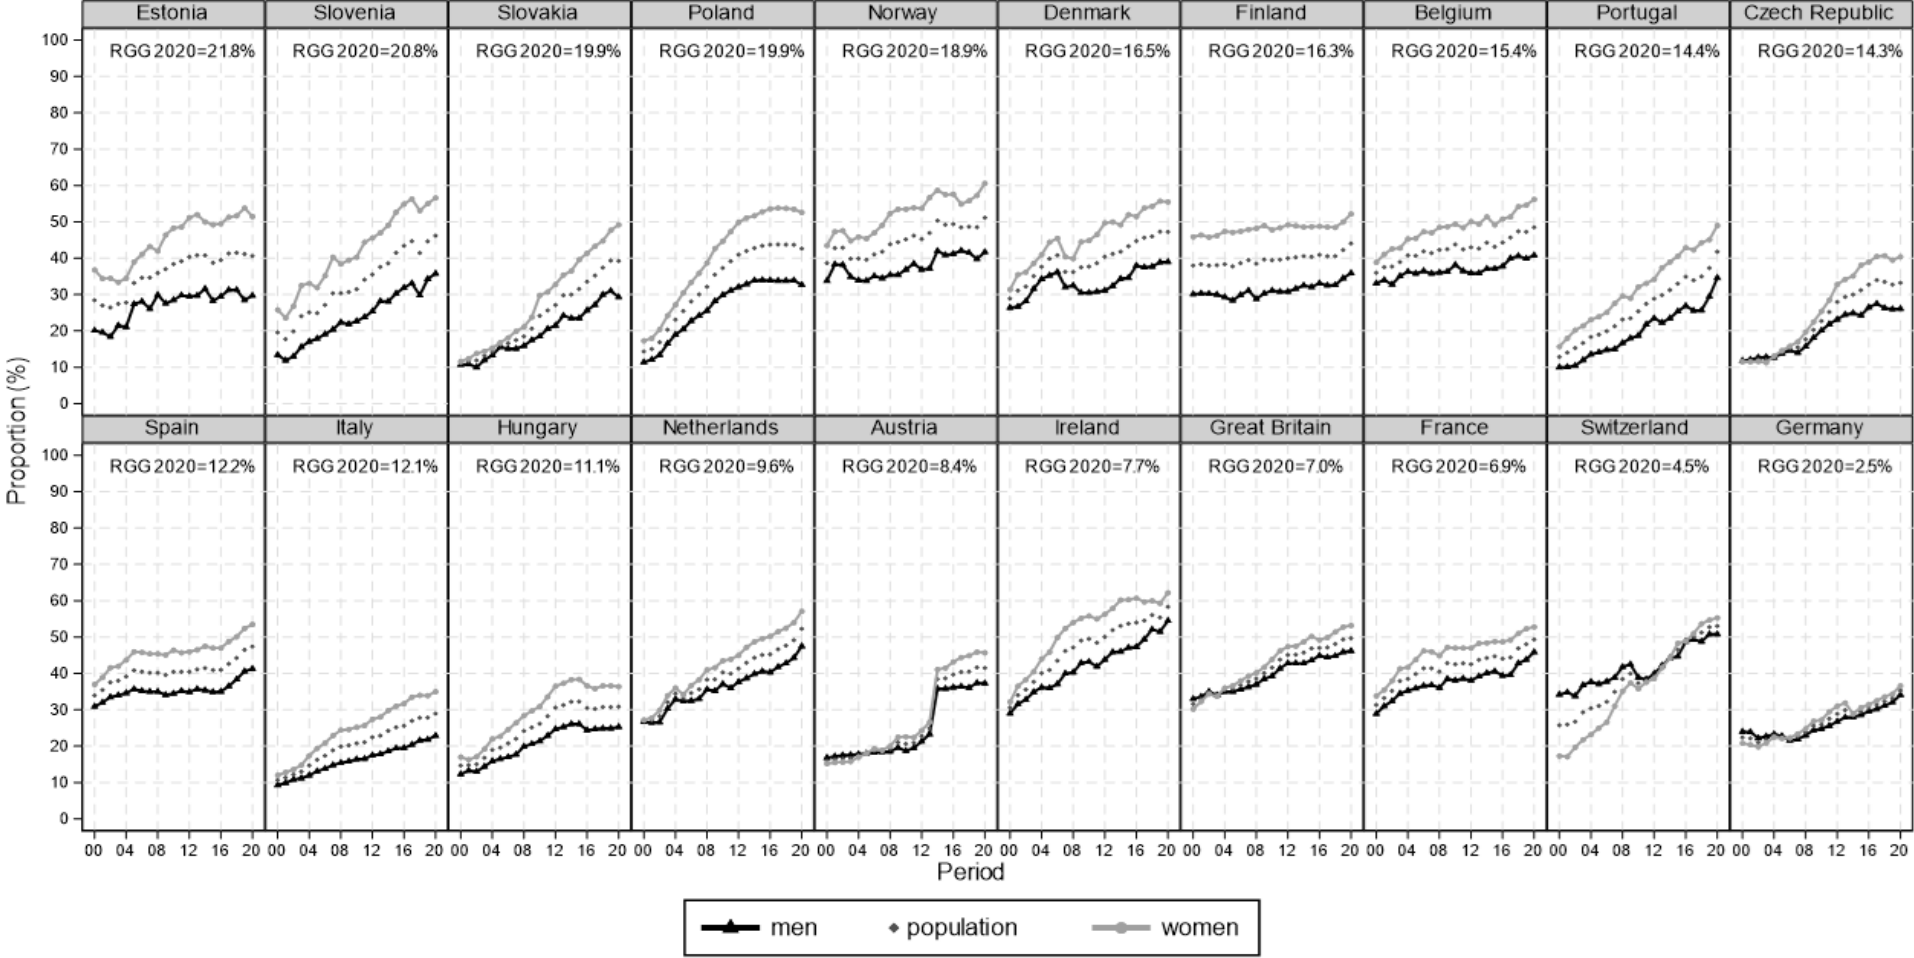 Estonia Slovenia Slovakia Poland Norway Denmark Finland Belgium Portugal Czech Republic
RGG 2020=21.8% RGG 2020=20.8% RGG 2020=19.9% RGG 2020=19.9% RGG 2020=18.9% RGG 2020=16.5% RGG 2020=16.3% RGG 2020=15.4% RGG 2020=14.4% RGG 2020=14.3%
100
90
80
70
60
50
40
30
20
10
0
Proportion (%)
Spain Italy Hungary Netherlands Austria Ireland Great Britain France Switzerland Germany
RGG 2020=12.2% RGG 2020=12.1% RGG 2020=11.1% RGG 2020=9.6% RGG 2020=8.4% RGG 2020=7.7% RGG 2020=7.0% RGG 2020=6.9% RGG 2020=4.5% RGG 2020=2.5%
100
90
80
70
60
50
40
30
20
10
0
00 04 08 12 16 20 00 04 08 12 16 20 00 04 08 12 16 20 00 04 08 12 16 20 00 04 08 12 16 20 00 04 08 12 16 20 00 04 08 12 16 20 00 04 08 12 16 20 00 04 08 12 16 20 00 04 08 12 16 20
Period
men population women